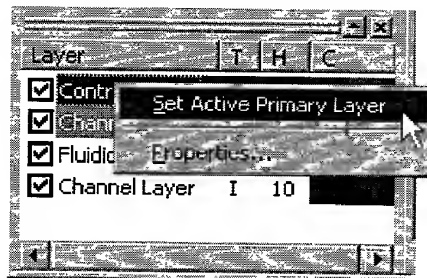 Layer T H C
Contr
Set Active Primary Layer
Chann
Fluidic
Properties...
Channel Layer I 10